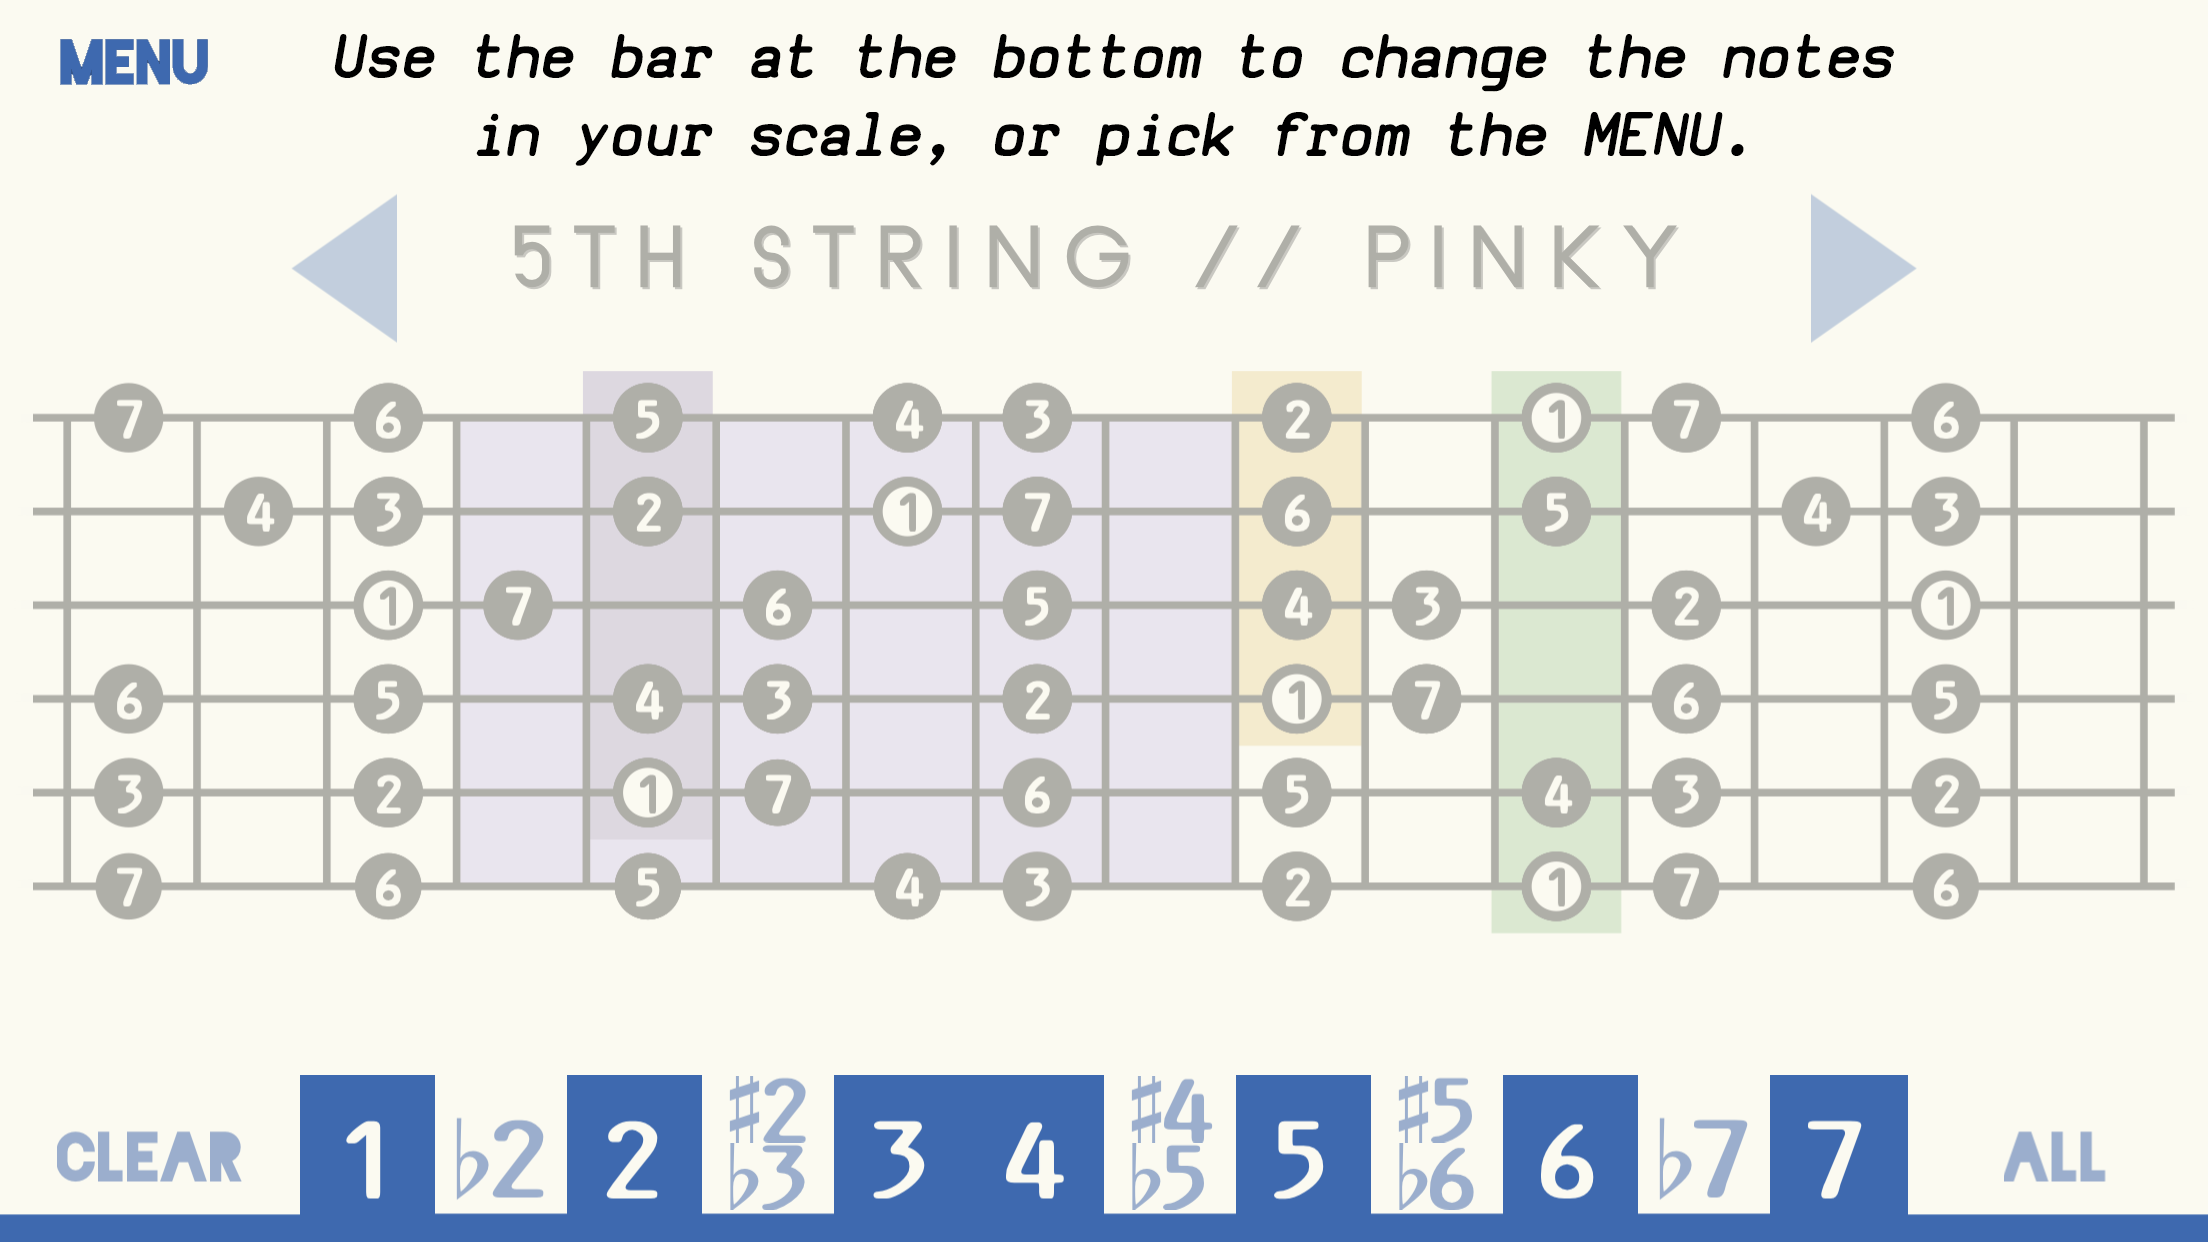 MENU
Use the bar at the bottom to change the notes
in your scale, or pick from the MENU.
5TH STRING // PINKY
7 6 5 4 3 2 1 7 6
4 3 2 1 7 6 5 4 3
1 7 6 5 4 3 2 1
6 5 4 3 2 1 7 6 5
3 2 1 7 6 5 4 3 2
7 6 5 4 3 2 1 7 6
CLEAR 1 ♭2 2 ♯2 ♭3 3 4 ♯4 ♭5 5 ♯5 ♭6 6 ♭7 7 ALL